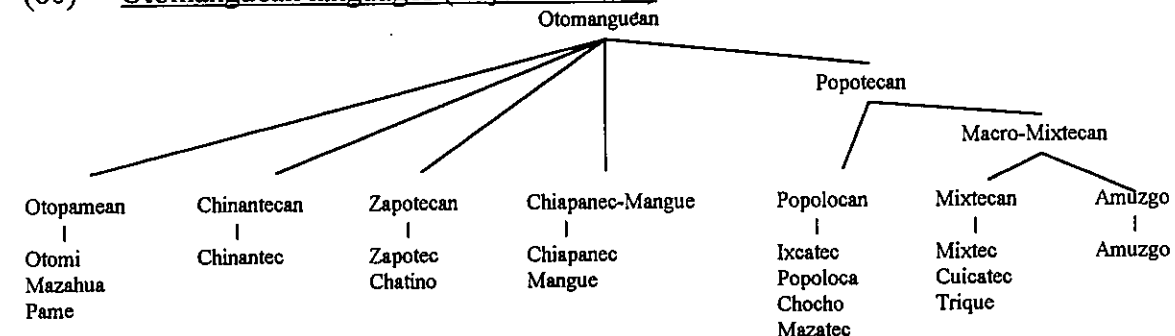 Otomanguean
Popotecan
Macro-Mixtecan
Otopamean Chinantecan Zapotecan Chiapanec-Mangue Popolocan Mixtecan Amuzgo
Otomi Chinantec Zapotec Chiapanec Ixcatec Mixtec Amuzgo
Mazahua Chatino Mangue Popoloca Cuicatec
Pame Chocho Trique
Mazatec